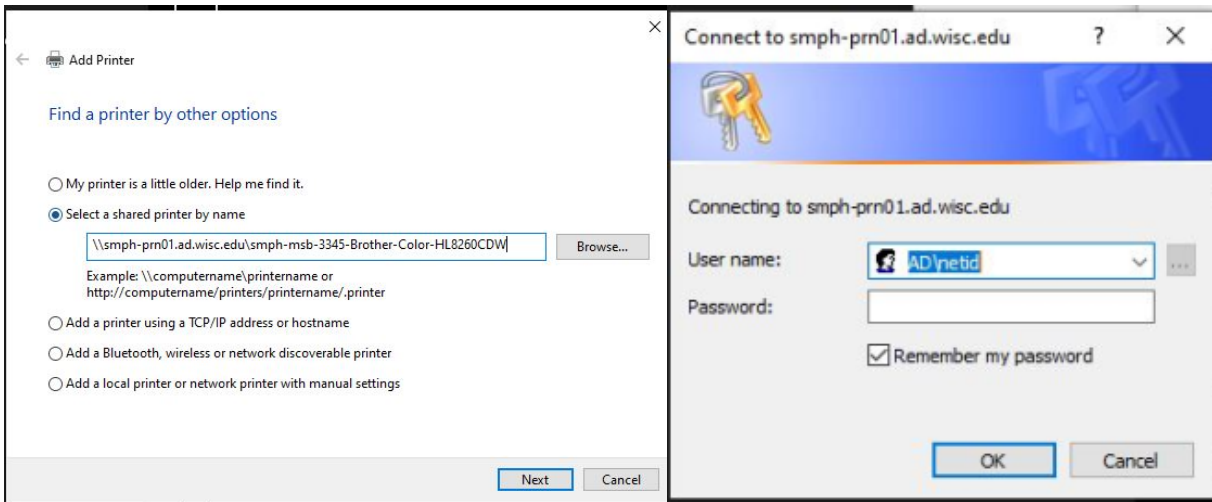 Add Printer
Find a printer by other options
My printer is a little older. Help me find it.
Select a shared printer by name
\\smph-prn01.ad.wisc.edu\smph-msb-3345-Brother-Color-HL8260CDW
Browse...
Example: \\computername\printername or
http://computername/printers/printername/.printer
Add a printer using a TCP/IP address or hostname
Add a Bluetooth, wireless or network discoverable printer
Add a local printer or network printer with manual settings
Next
Cancel
Connect to smph-prn01.ad.wisc.edu
?
Connecting to smph-prn01.ad.wisc.edu
User name:
AD\netid
...
Password:
Remember my password
OK
Cancel